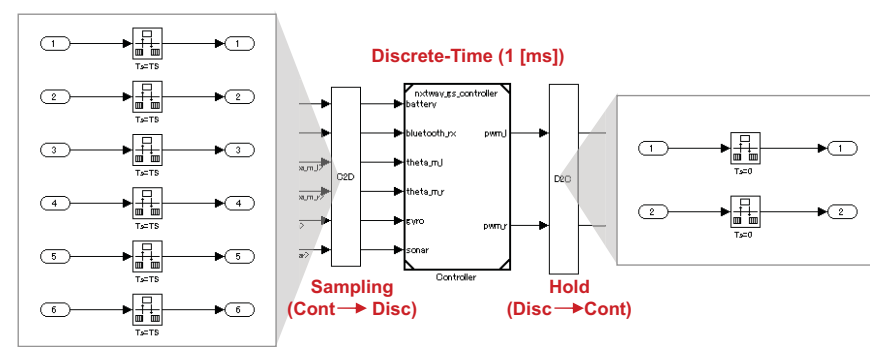 Discrete-Time (1 [ms])
1
1
Ts=TS
2
2
Ts=TS
3
3
Ts=TS
4
4
Ts=TS
5
5
Ts=TS
6
6
Ts=TS
C2D
nxtway_gs_controller
battery
bluetooth_rx
theta_m_l
theta_m_r
gyro
sonar
pwm_l
pwm_r
Controller
D2C
1
1
Ts=0
2
2
Ts=0
Sampling
(Cont → Disc)
Hold
(Disc → Cont)